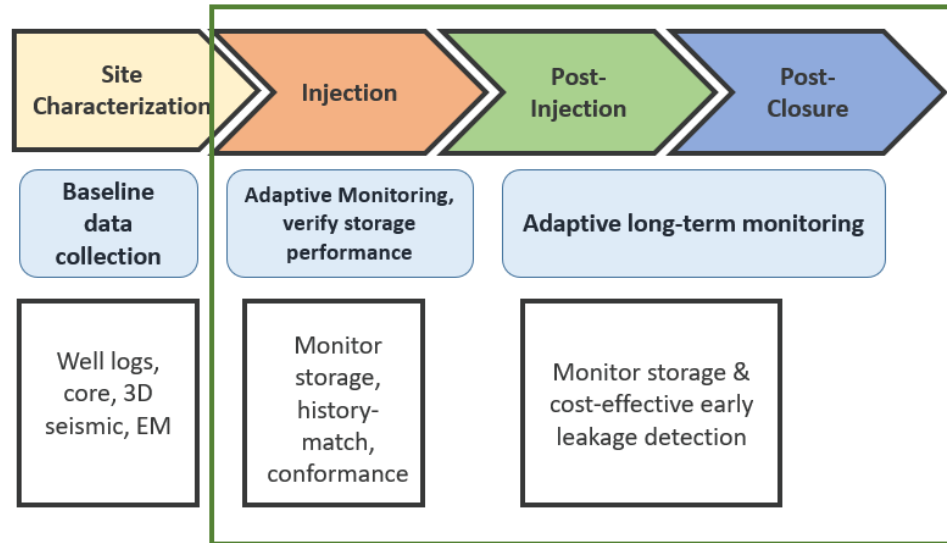 Site
Characterization
Injection
Post-
Injection
Post-
Closure
Baseline
data
collection
Adaptive Monitoring,
verify storage
performance
Adaptive long-term monitoring
Well logs,
core, 3D
seismic, EM
Monitor
storage,
history-
match,
conformance
Monitor storage &
cost-effective early
leakage detection